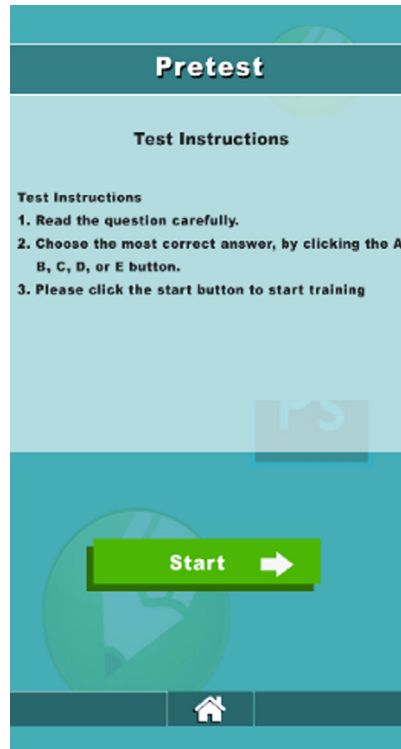 Pretest
Test Instructions
Test Instructions
1. Read the question carefully.
2. Choose the most correct answer, by clicking the A
B, C, D, or E button.
3. Please click the start button to start training
PS
Start